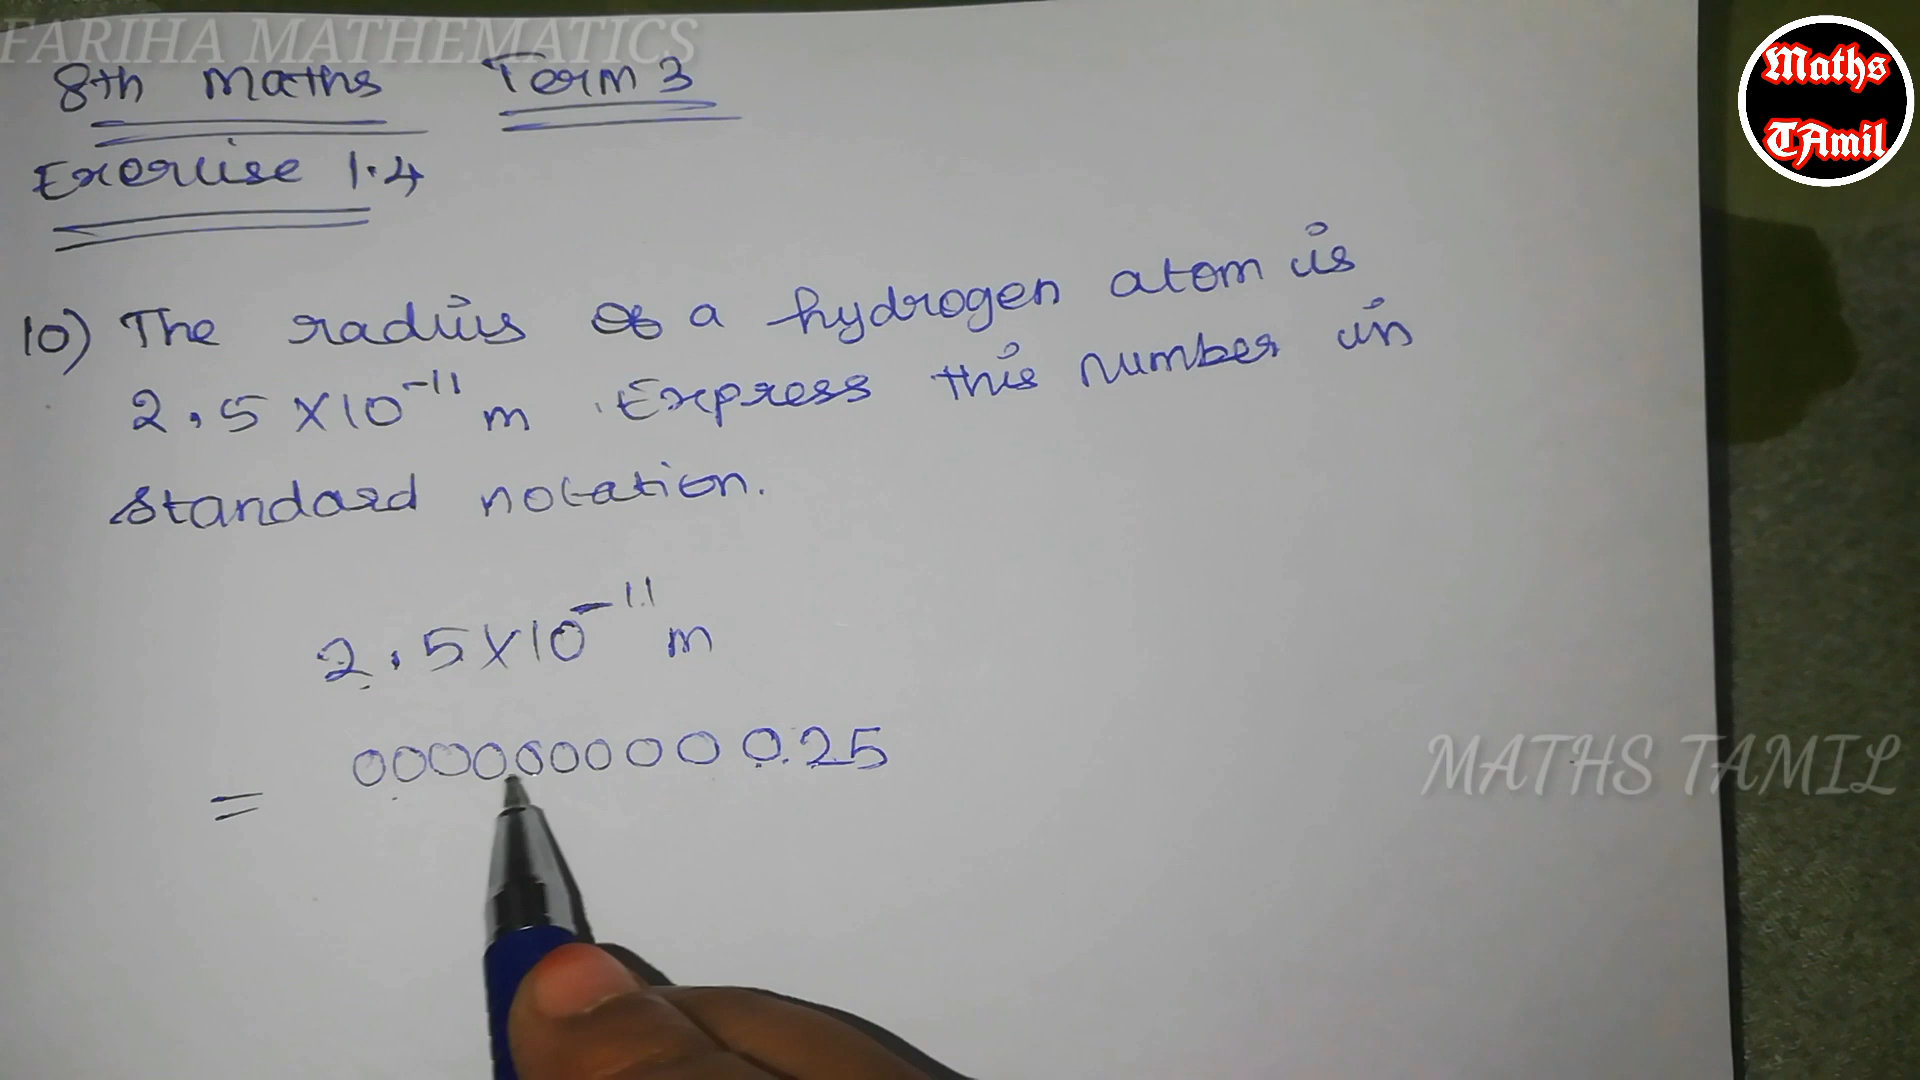 FARIHA MATHEMATICS
8th Maths Term 3
Exercise 1.4
Maths
TAmil
10) The radius of a hydrogen atom is
2.5 × 10⁻¹¹ m. Express this number in
standard notation.
2.5 × 10⁻¹¹ m
= 0000000000 0.25
MATHS TAMIL